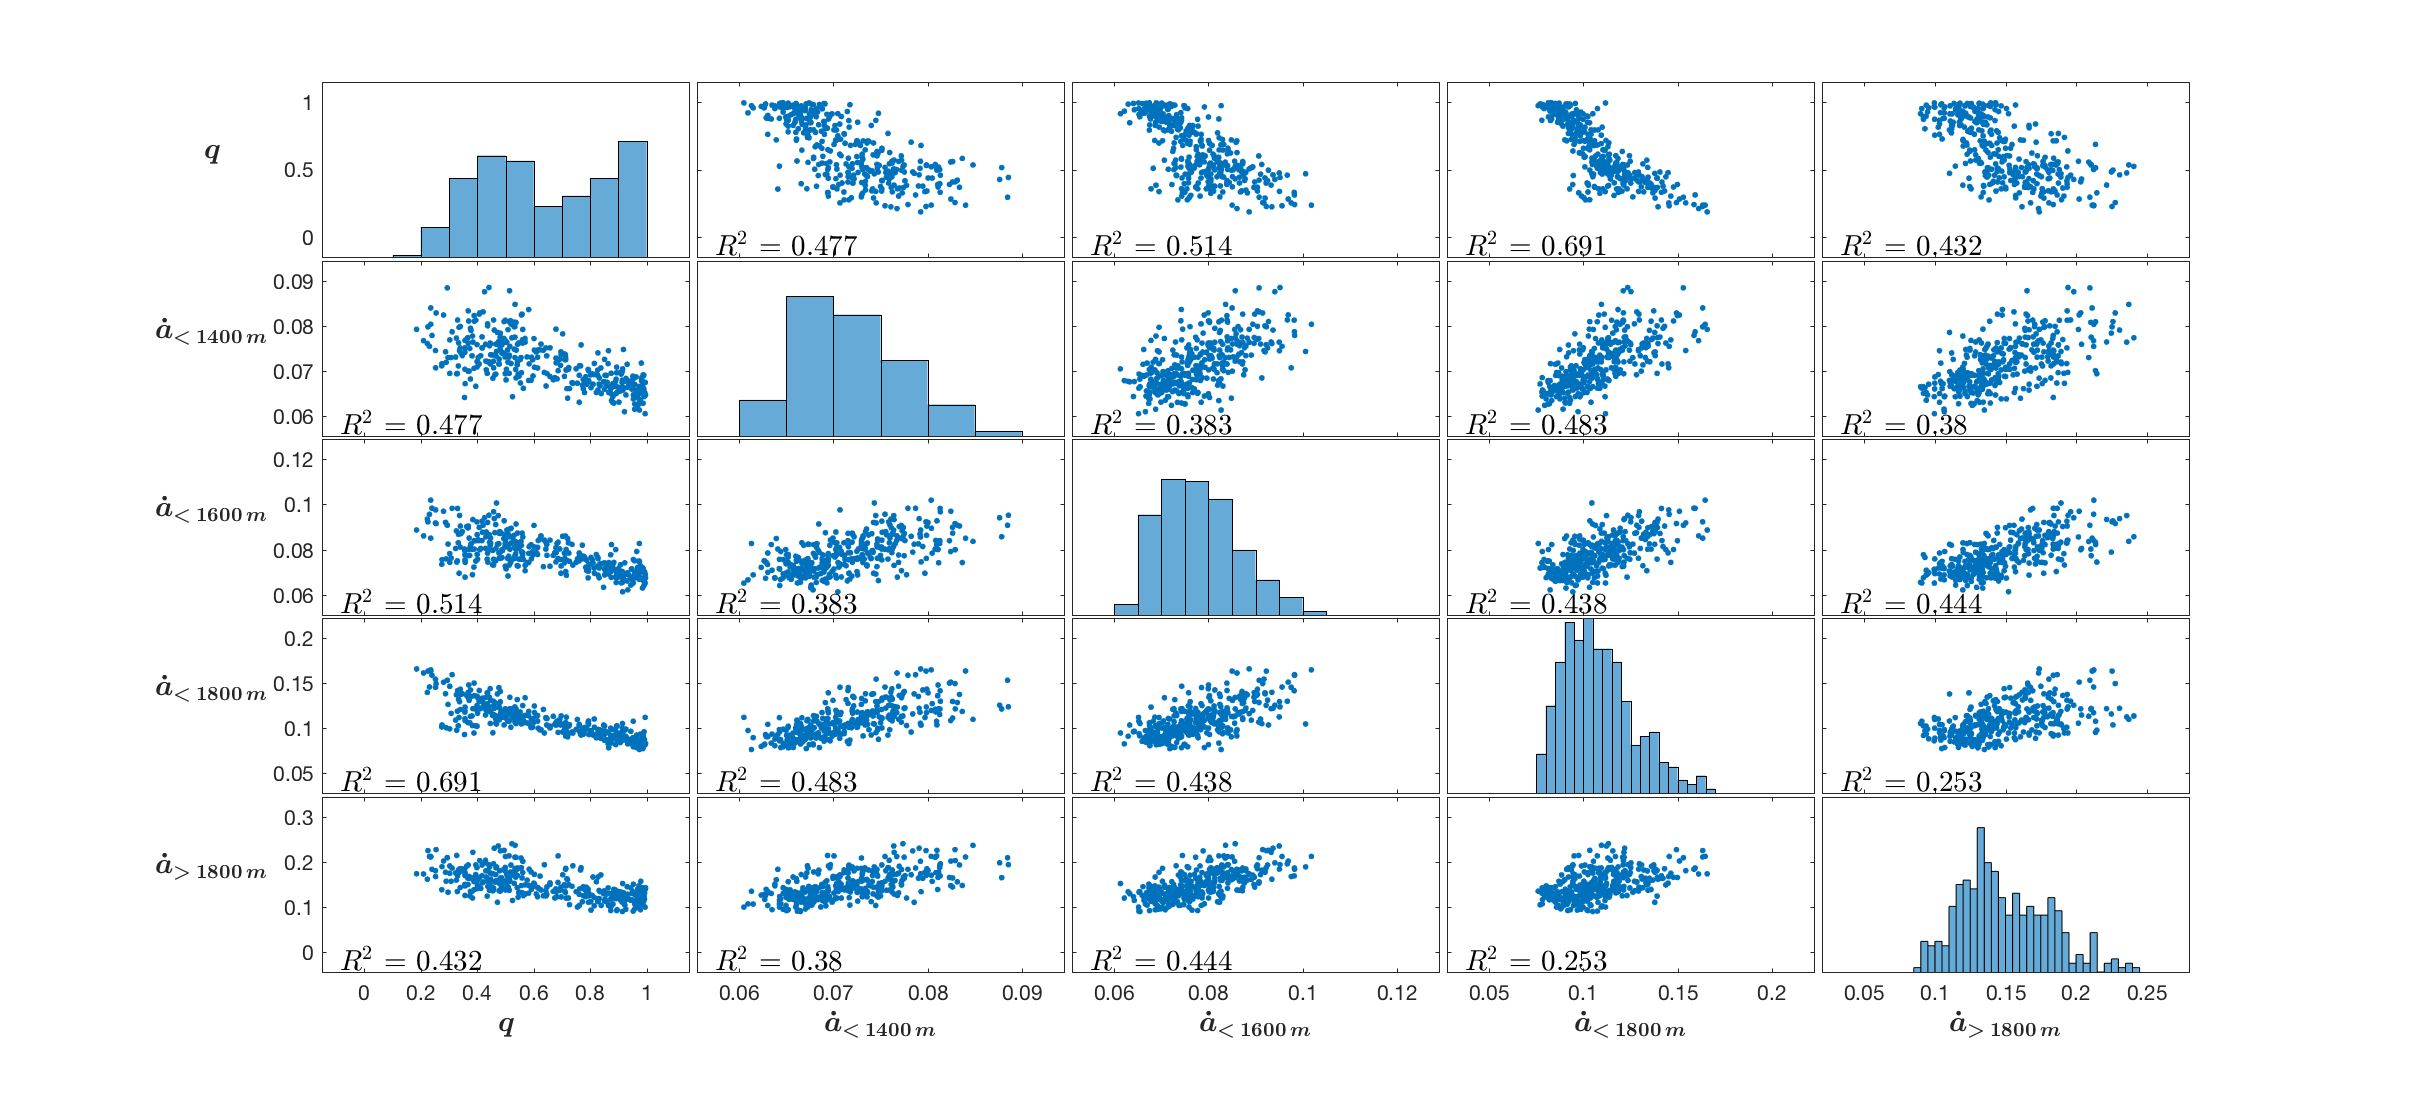 1
q
0.5
0
R² = 0.477
R² = 0.514
R² = 0.691
R² = 0.432
0.09
0.08
ȧ< 1400 m
0.07
0.06
R² = 0.477
R² = 0.383
R² = 0.483
R² = 0.38
0.12
0.1
ȧ< 1600 m
0.08
0.06
R² = 0.514
R² = 0.383
R² = 0.438
R² = 0.444
0.2
0.15
ȧ< 1800 m
0.1
0.05
R² = 0.691
R² = 0.483
R² = 0.438
R² = 0.253
0.3
0.2
ȧ> 1800 m
0.1
0
R² = 0.432
R² = 0.38
R² = 0.444
R² = 0.253
0 0.2 0.4 0.6 0.8 1 0.06 0.07 0.08 0.09 0.06 0.08 0.1 0.12 0.05 0.1 0.15 0.2 0.05 0.1 0.15 0.2 0.25
q ȧ< 1400 m ȧ< 1600 m ȧ< 1800 m ȧ> 1800 m